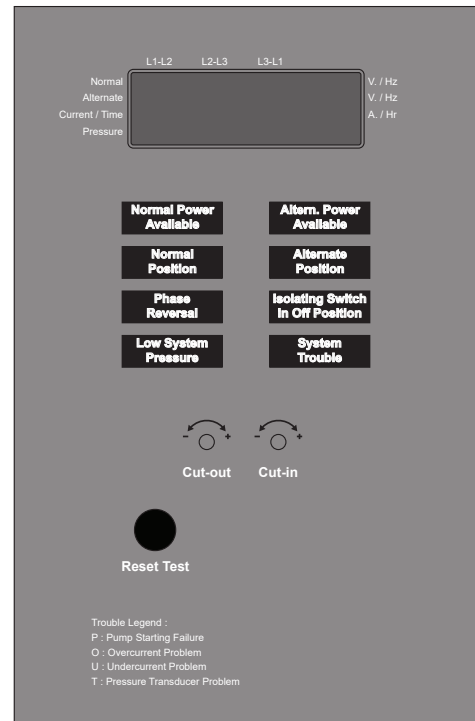 L1-L2 L2-L3 L3-L1
Normal V. / Hz
Alternate V. / Hz
Current / Time A. / Hr
Pressure
Normal Power Altern. Power
Available Available
Normal Alternate
Position Position
Phase Isolating Switch
Reversal In Off Position
Low System System
Pressure Trouble
- + - +
Cut-out Cut-in
Reset Test
Trouble Legend :
P : Pump Starting Failure
O : Overcurrent Problem
U : Undercurrent Problem
T : Pressure Transducer Problem